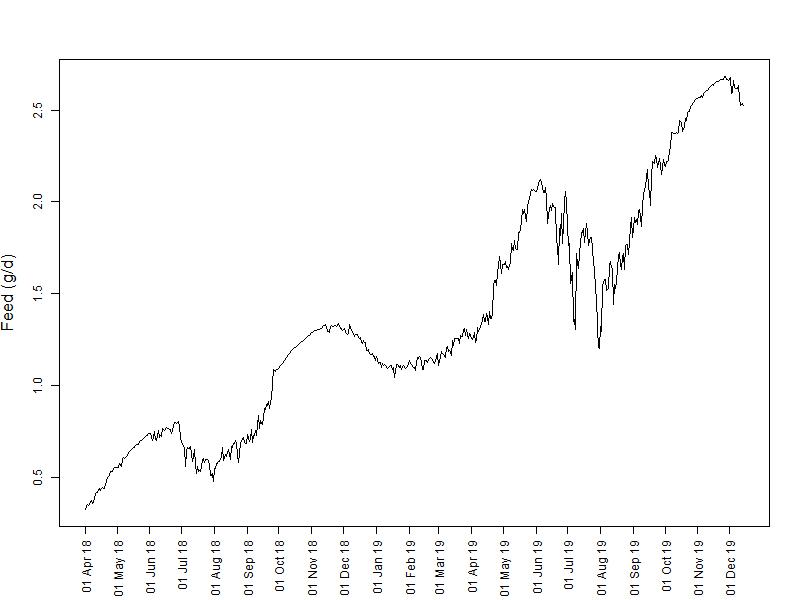 Feed (g/d)
2.5
2.0
1.5
1.0
0.5
01 Apr 18
01 May 18
01 Jun 18
01 Jul 18
01 Aug 18
01 Sep 18
01 Oct 18
01 Nov 18
01 Dec 18
01 Jan 19
01 Feb 19
01 Mar 19
01 Apr 19
01 May 19
01 Jun 19
01 Jul 19
01 Aug 19
01 Sep 19
01 Oct 19
01 Nov 19
01 Dec 19